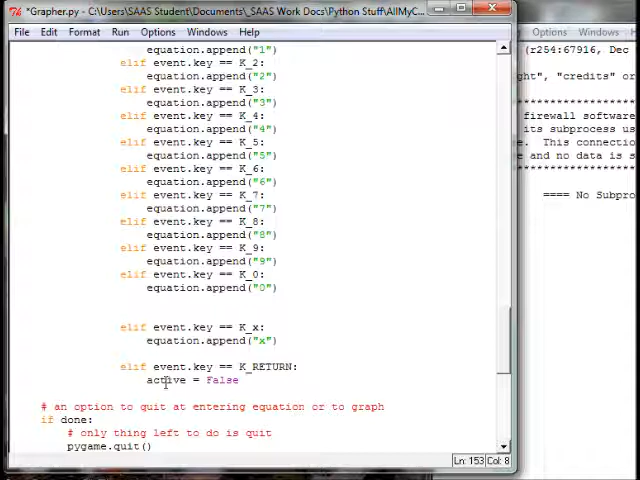 *Grapher.py - C:\Users\SAAS Student\Documents\_SAAS Work Docs\Python Stuff\AllMyC...
File Edit Format Run Options Windows Help
equation.append("1")
elif event.key == K_2:
equation.append("2")
elif event.key == K_3:
equation.append("3")
elif event.key == K_4:
equation.append("4")
elif event.key == K_5:
equation.append("5")
elif event.key == K_6:
equation.append("6")
elif event.key == K_7:
equation.append("7")
elif event.key == K_8:
equation.append("8")
elif event.key == K_9:
equation.append("9")
elif event.key == K_0:
equation.append("0")
elif event.key == K_x:
equation.append("x")
elif event.key == K_RETURN:
active = False
# an option to quit at entering equation or to graph
if done:
# only thing left to do is quit
pygame.quit()
Ln: 153 Col: 8
Options Windows
(r254:67916, Dec
ght", "credits" or
*******************
firewall software
its subprocess us
e. This connection
e and no data is s
*******************
==== No Subpro